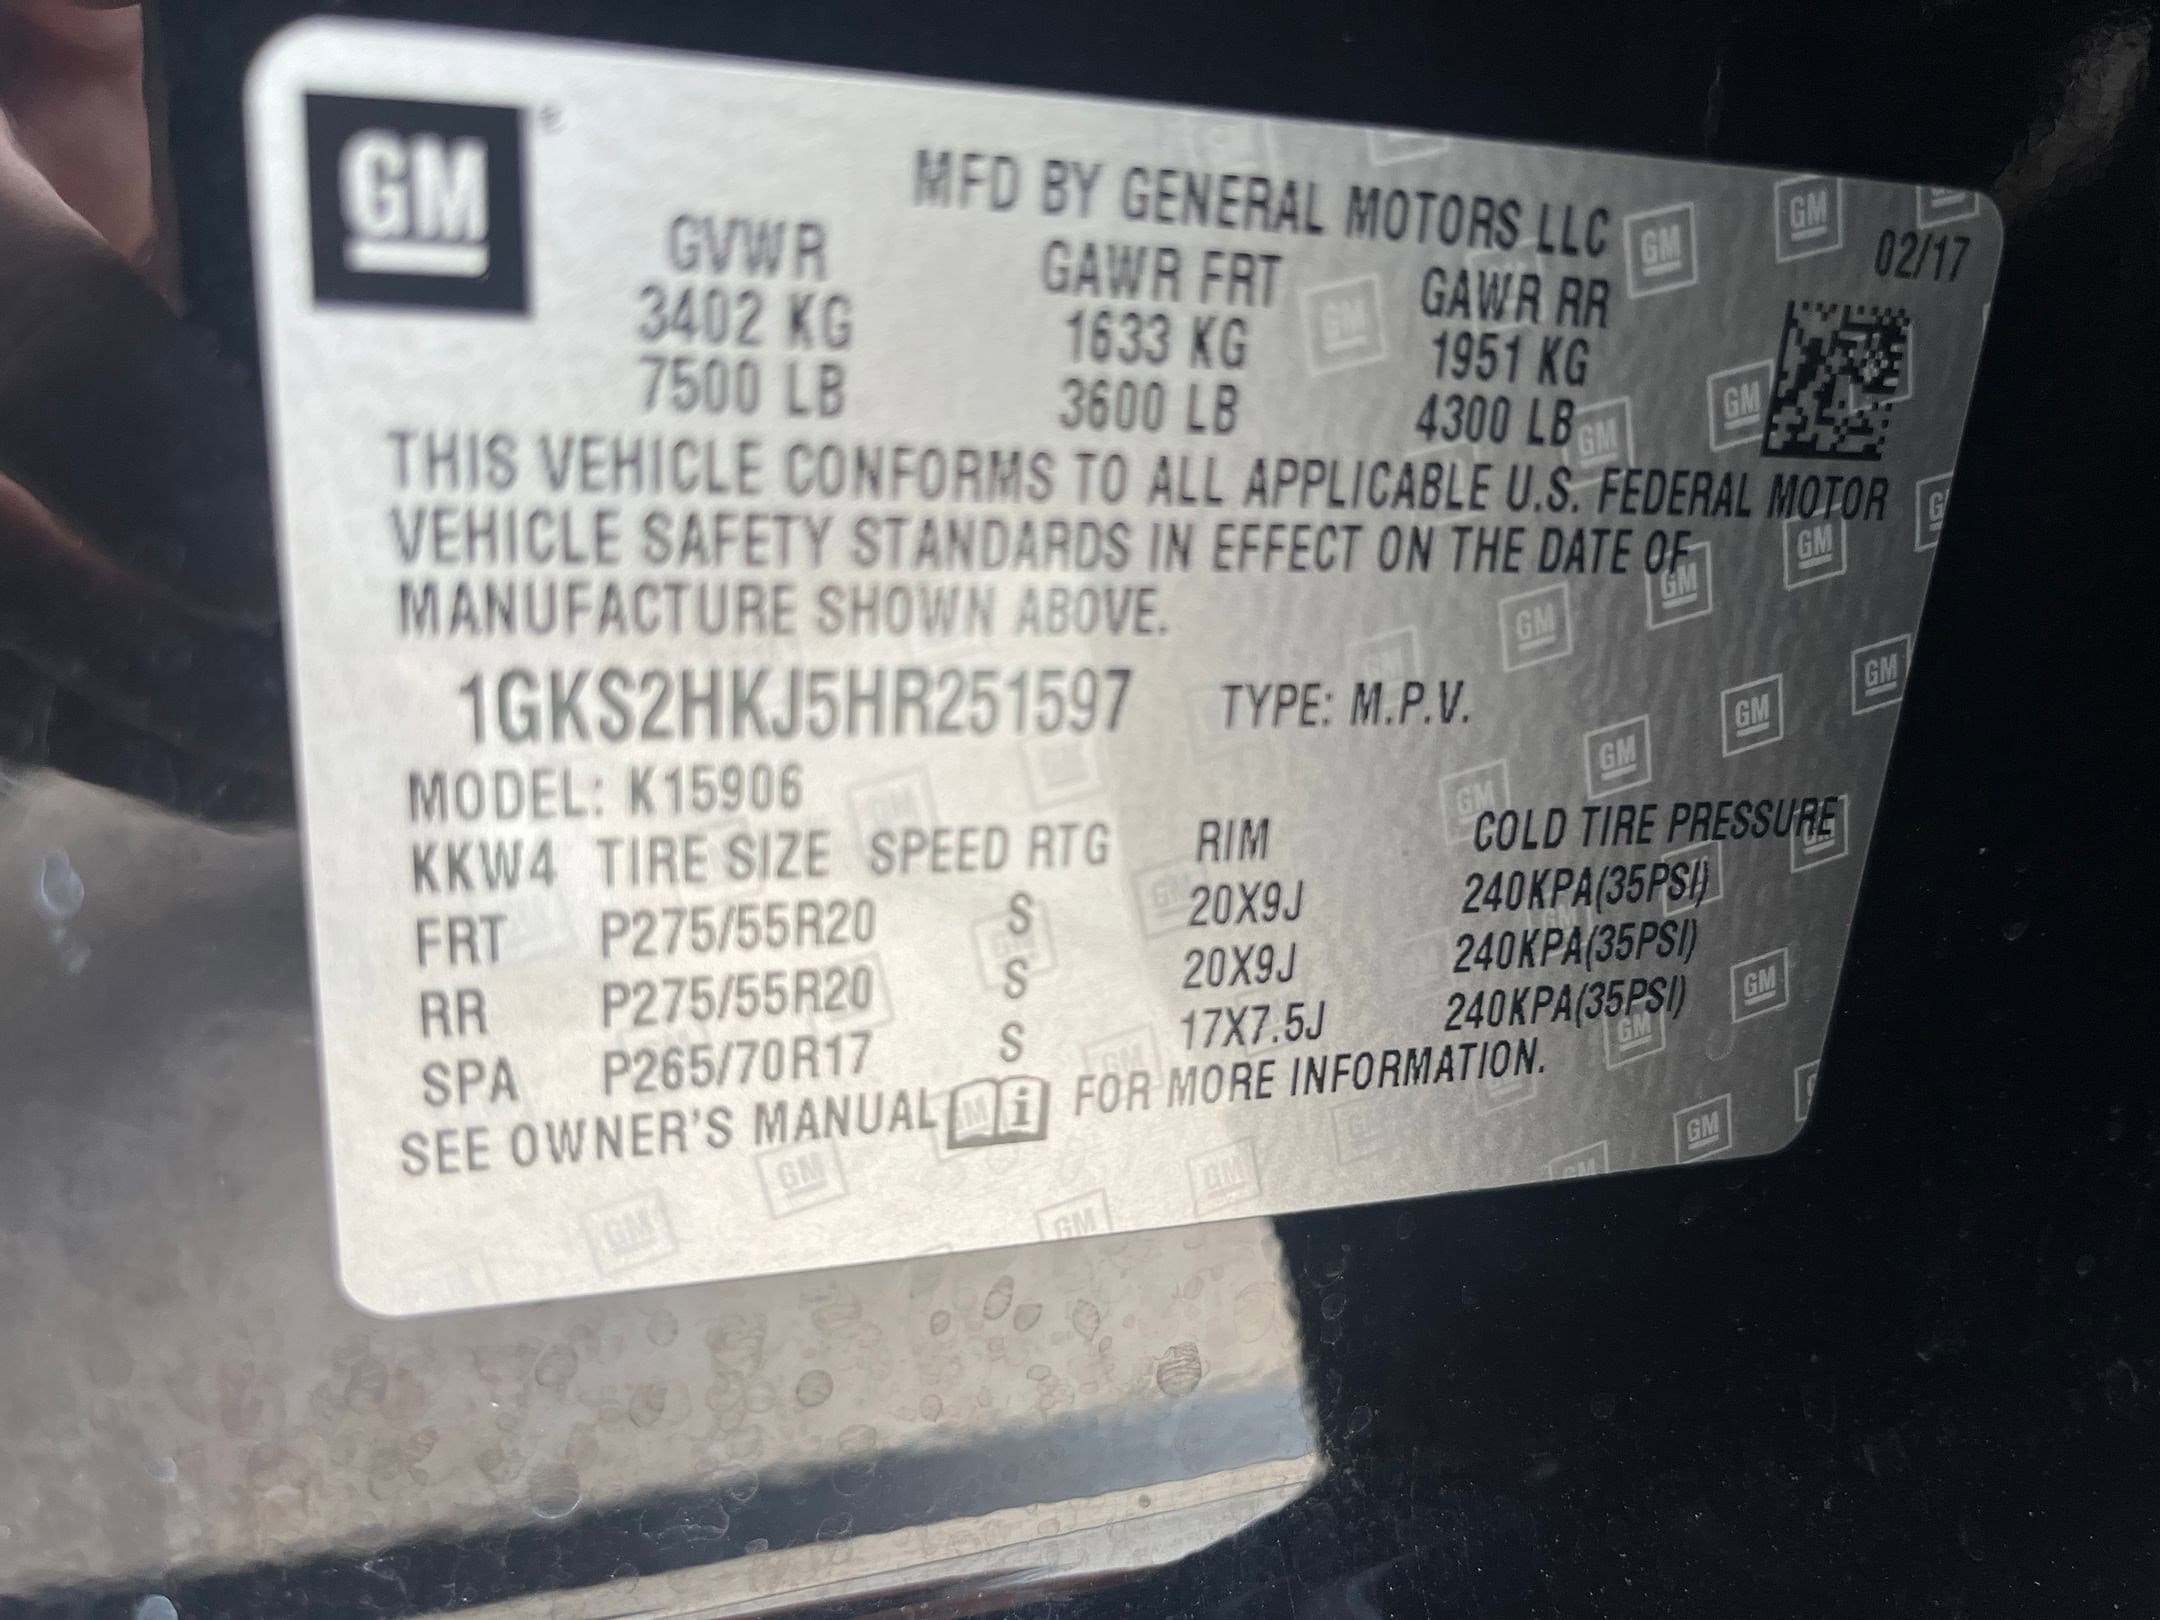 GM
MFD BY GENERAL MOTORS LLC
02/17
GVWR GAWR FRT GAWR RR
3402 KG 1633 KG 1951 KG
7500 LB 3600 LB 4300 LB
THIS VEHICLE CONFORMS TO ALL APPLICABLE U.S. FEDERAL MOTOR
VEHICLE SAFETY STANDARDS IN EFFECT ON THE DATE OF
MANUFACTURE SHOWN ABOVE.
1GKS2HKJ5HR251597 TYPE: M.P.V.
MODEL: K15906
KKW4 TIRE SIZE SPEED RTG RIM COLD TIRE PRESSURE
FRT P275/55R20 S 20X9J 240KPA(35PSI)
RR P275/55R20 S 20X9J 240KPA(35PSI)
SPA P265/70R17 S 17X7.5J 240KPA(35PSI)
SEE OWNER'S MANUAL i FOR MORE INFORMATION.